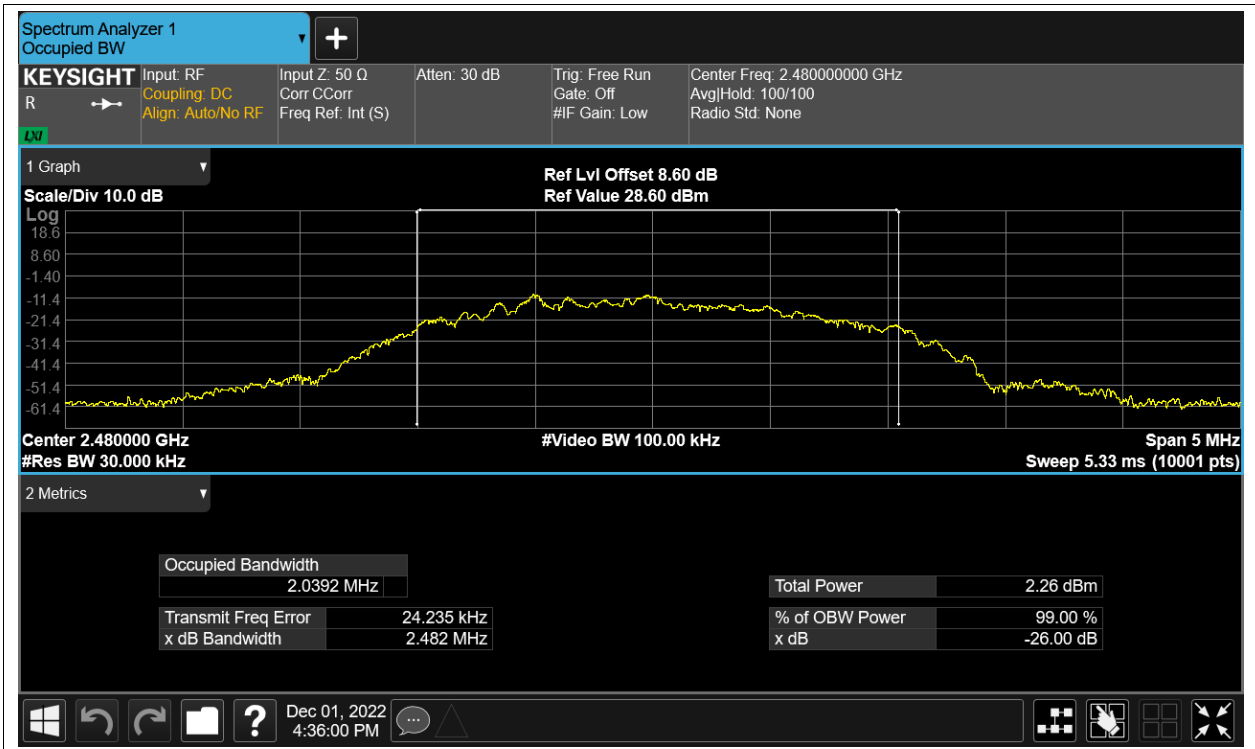 Spectrum Analyzer 1
Occupied BW
KEYSIGHT
R
LXI
Input: RF
Coupling: DC
Align: Auto/No RF
Input Z: 50 Ω
Corr CCorr
Freq Ref: Int (S)
Atten: 30 dB
Trig: Free Run
Gate: Off
#IF Gain: Low
Center Freq: 2.480000000 GHz
Avg|Hold: 100/100
Radio Std: None
1 Graph
Scale/Div 10.0 dB
Ref Lvl Offset 8.60 dB
Ref Value 28.60 dBm
Log
18.6
8.60
-1.40
-11.4
-21.4
-31.4
-41.4
-51.4
-61.4
Center 2.480000 GHz
#Video BW 100.00 kHz
Span 5 MHz
#Res BW 30.000 kHz
Sweep 5.33 ms (10001 pts)
2 Metrics
Occupied Bandwidth
2.0392 MHz
Total Power 2.26 dBm
Transmit Freq Error 24.235 kHz
% of OBW Power 99.00 %
x dB Bandwidth 2.482 MHz
x dB -26.00 dB
?
Dec 01, 2022
4:36:00 PM